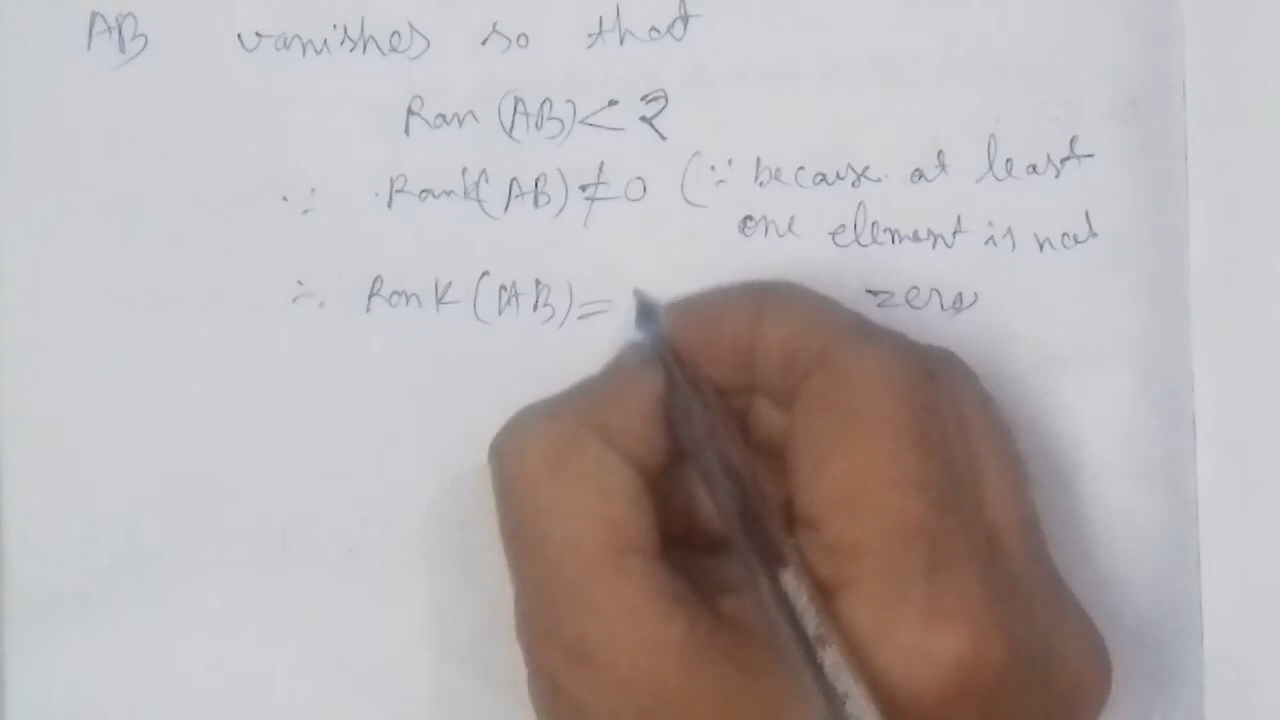 AB vanishes so that
Ran (AB) < 2
∵ Rank(AB) ≠ 0 (∵ because at least
one element is not
∴ Rank (AB) = zero